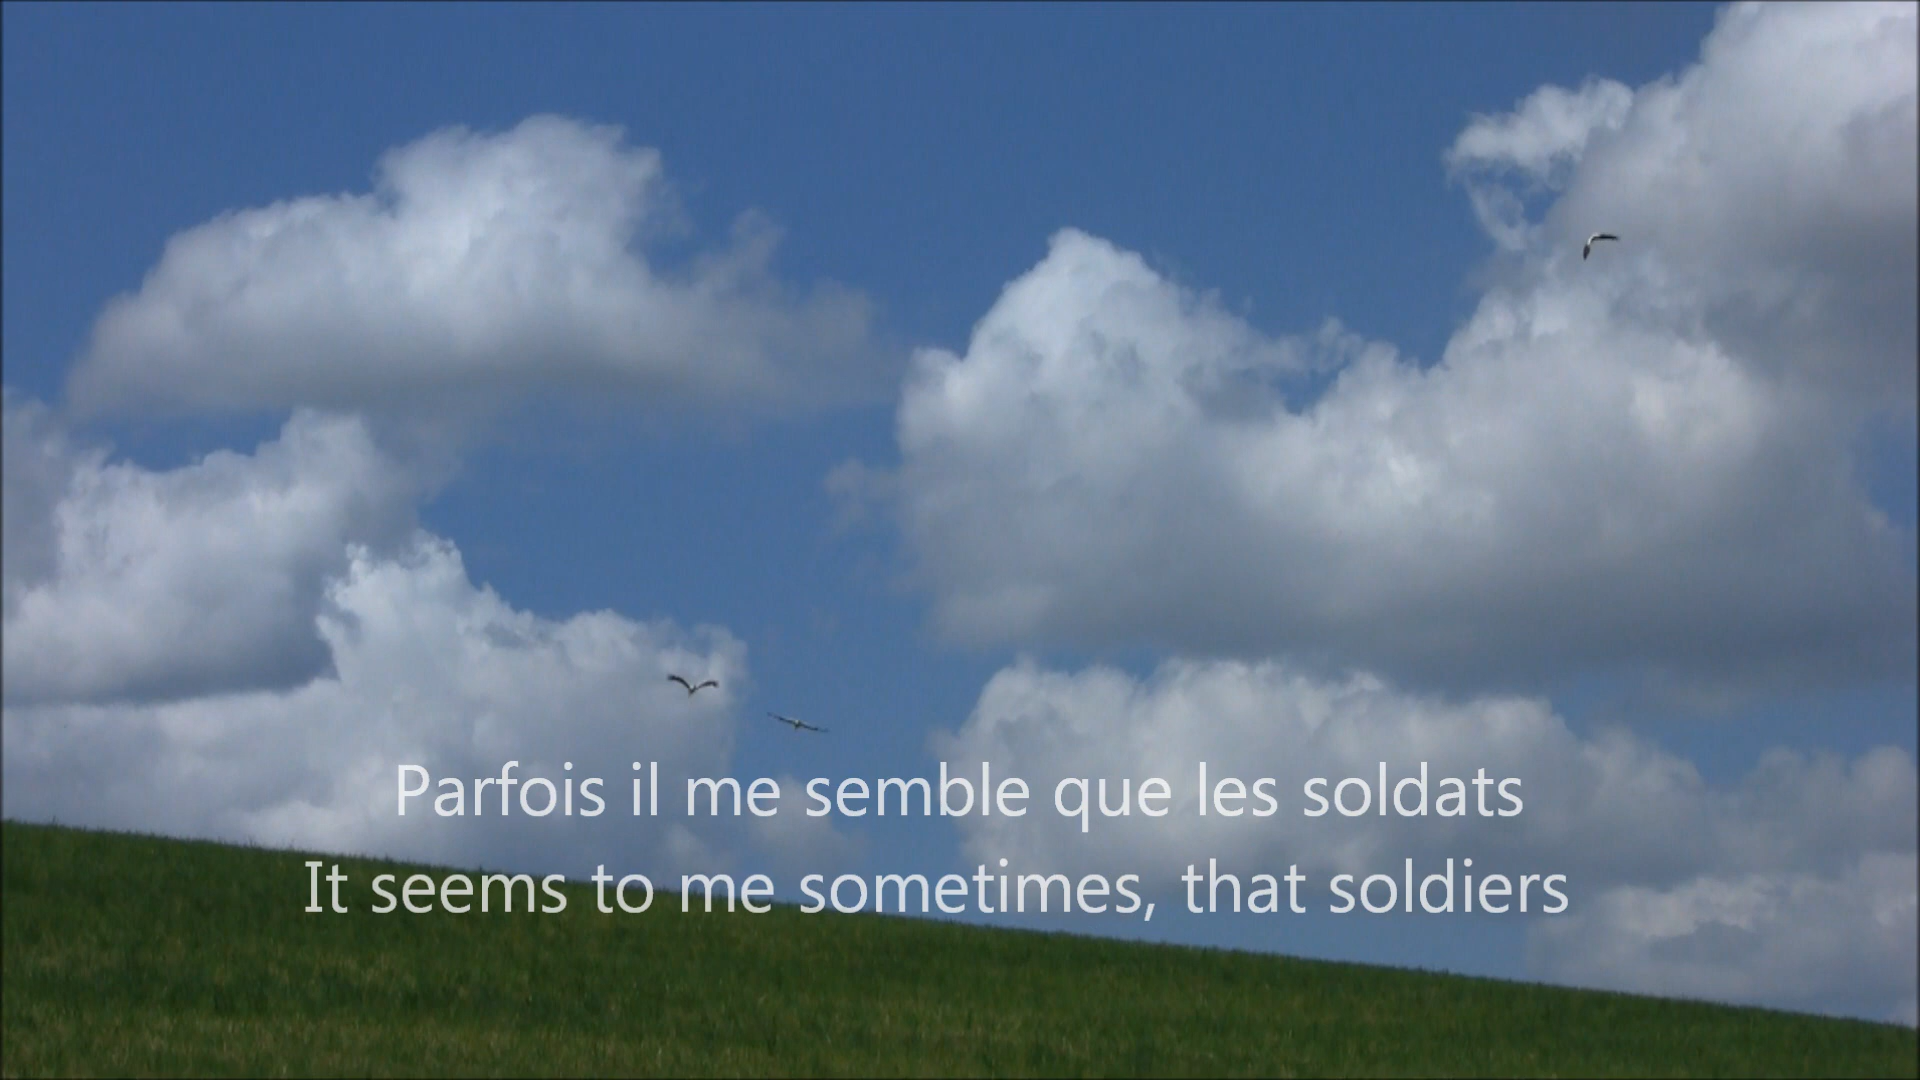 Parfois il me semble que les soldats
It seems to me sometimes, that soldiers